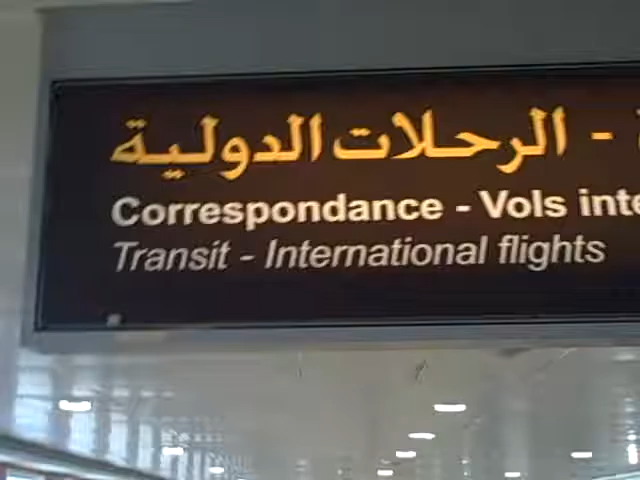 - الرحلات الدولية
Correspondance - Vols inte
Transit - International flights